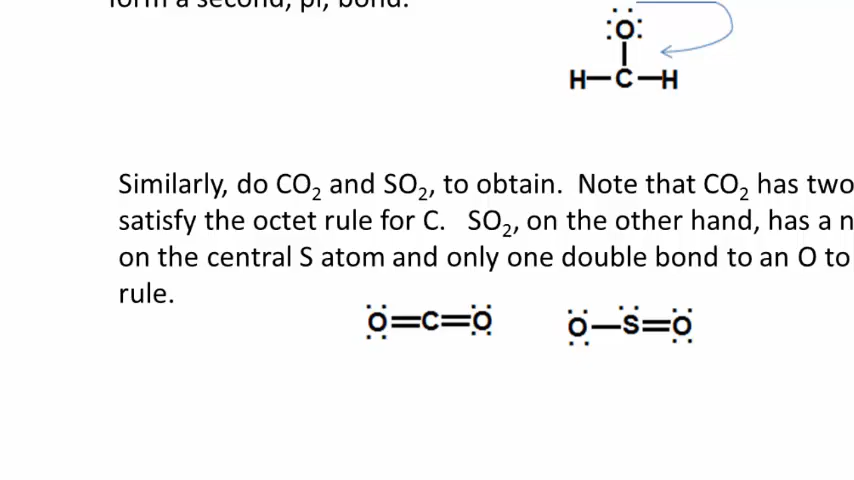 form a second, pi, bond.
:Ö:
H—C—H
Similarly, do CO₂ and SO₂, to obtain. Note that CO₂ has two
satisfy the octet rule for C. SO₂, on the other hand, has a n
on the central S atom and only one double bond to an O to
rule.
O=C=O O—S=O